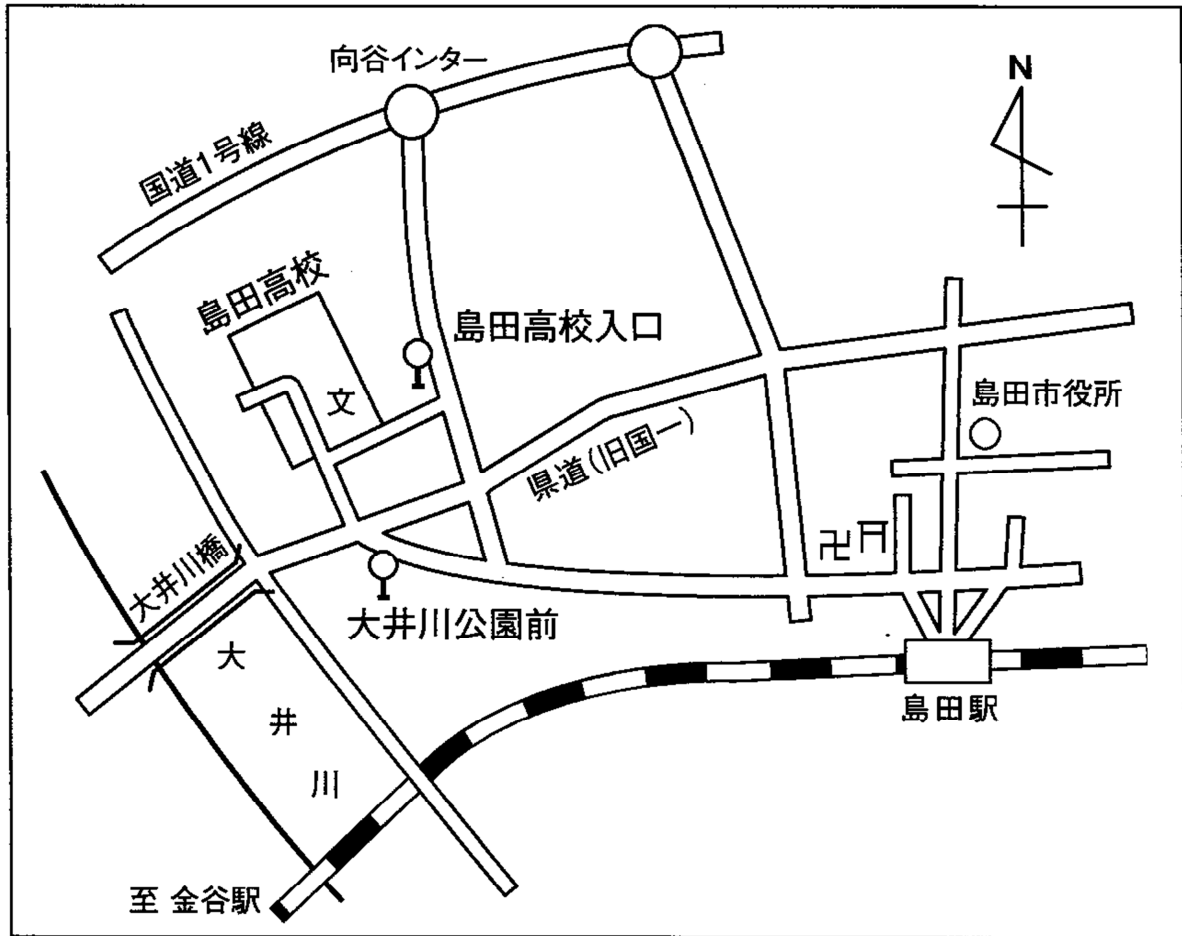 向谷インター
N
国道1号線
島田高校
島田高校入口
文
島田市役所
県道(旧国一)
大井川橋
大井川公園前
大井川
島田駅
至 金谷駅